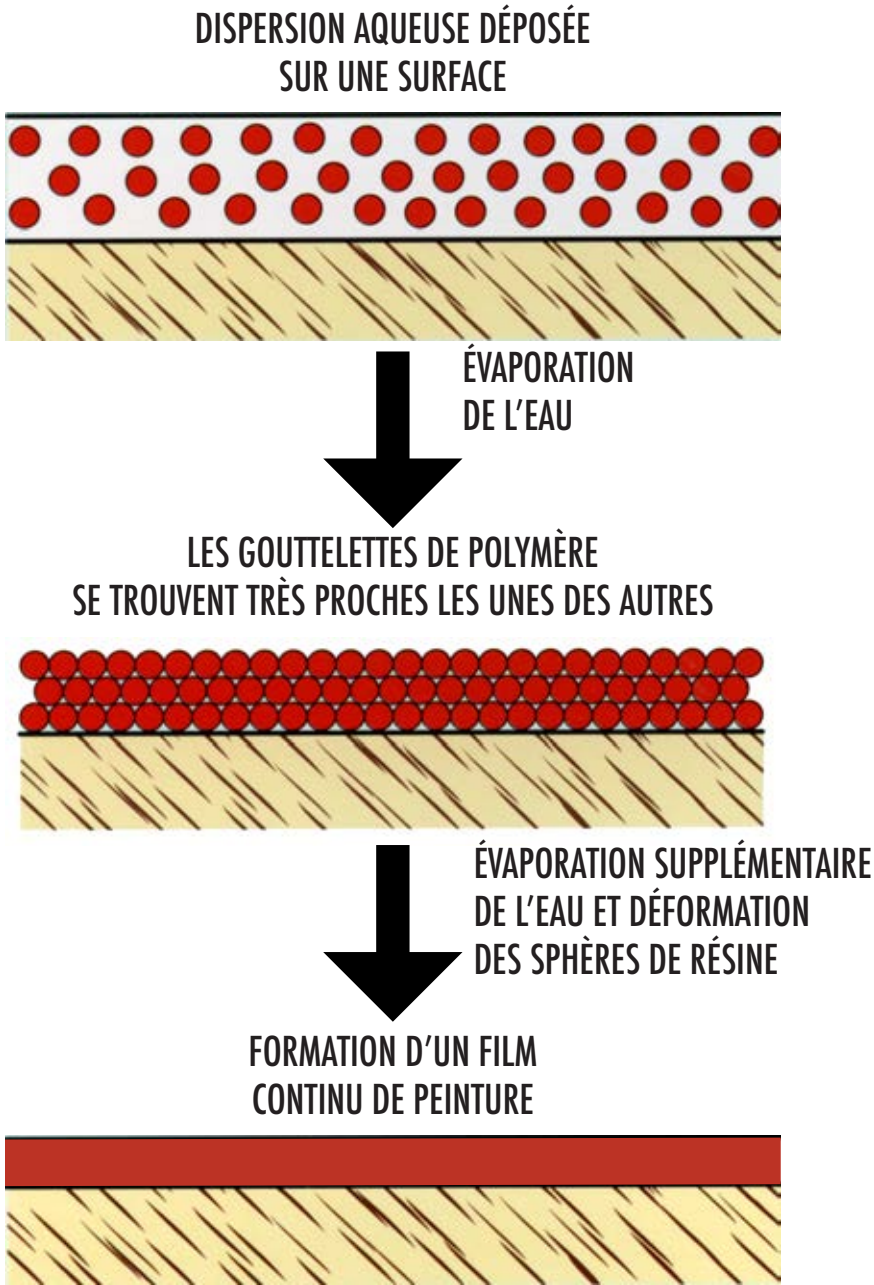 DISPERSION AQUEUSE DÉPOSÉE
SUR UNE SURFACE
ÉVAPORATION
DE L'EAU
LES GOUTTELETTES DE POLYMÈRE
SE TROUVENT TRÈS PROCHES LES UNES DES AUTRES
ÉVAPORATION SUPPLÉMENTAIRE
DE L'EAU ET DÉFORMATION
DES SPHÈRES DE RÉSINE
FORMATION D'UN FILM
CONTINU DE PEINTURE